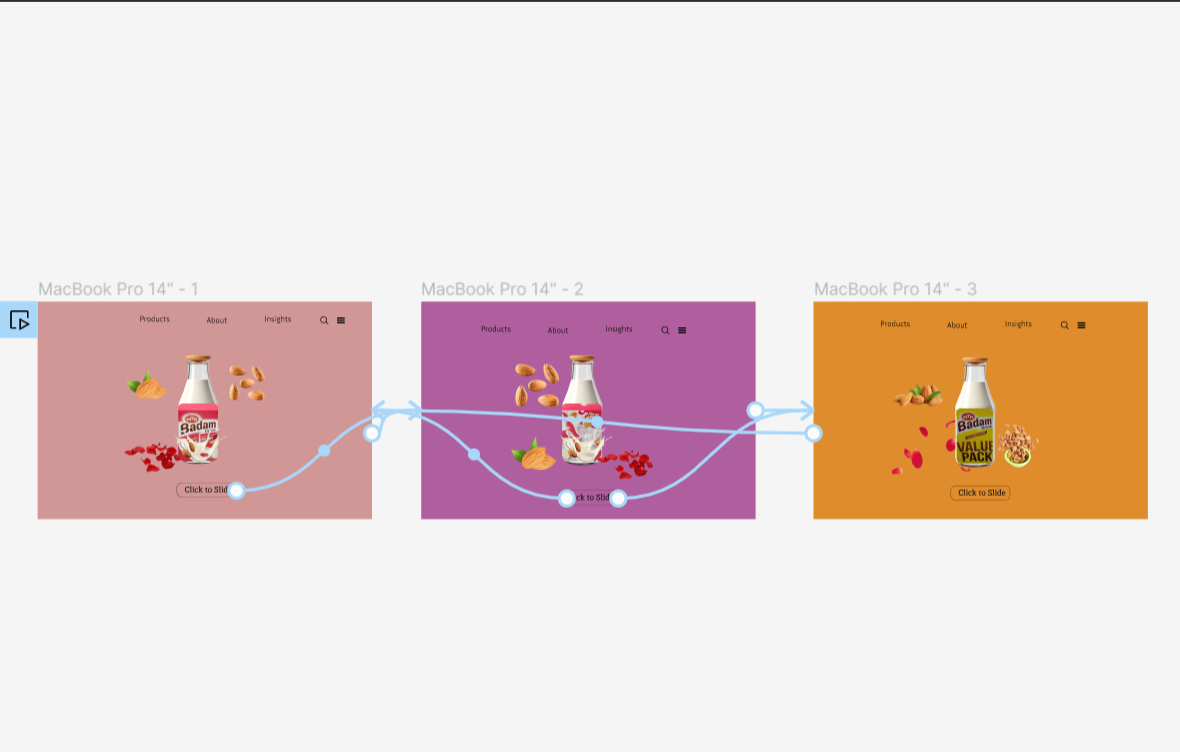 MacBook Pro 14" - 1
Products
About
Insights
Badam
Click to Slid
MacBook Pro 14" - 2
Products
About
Insights
ck to Slid
MacBook Pro 14" - 3
Products
About
Insights
Badam
VALUE
PACK
Click to Slide